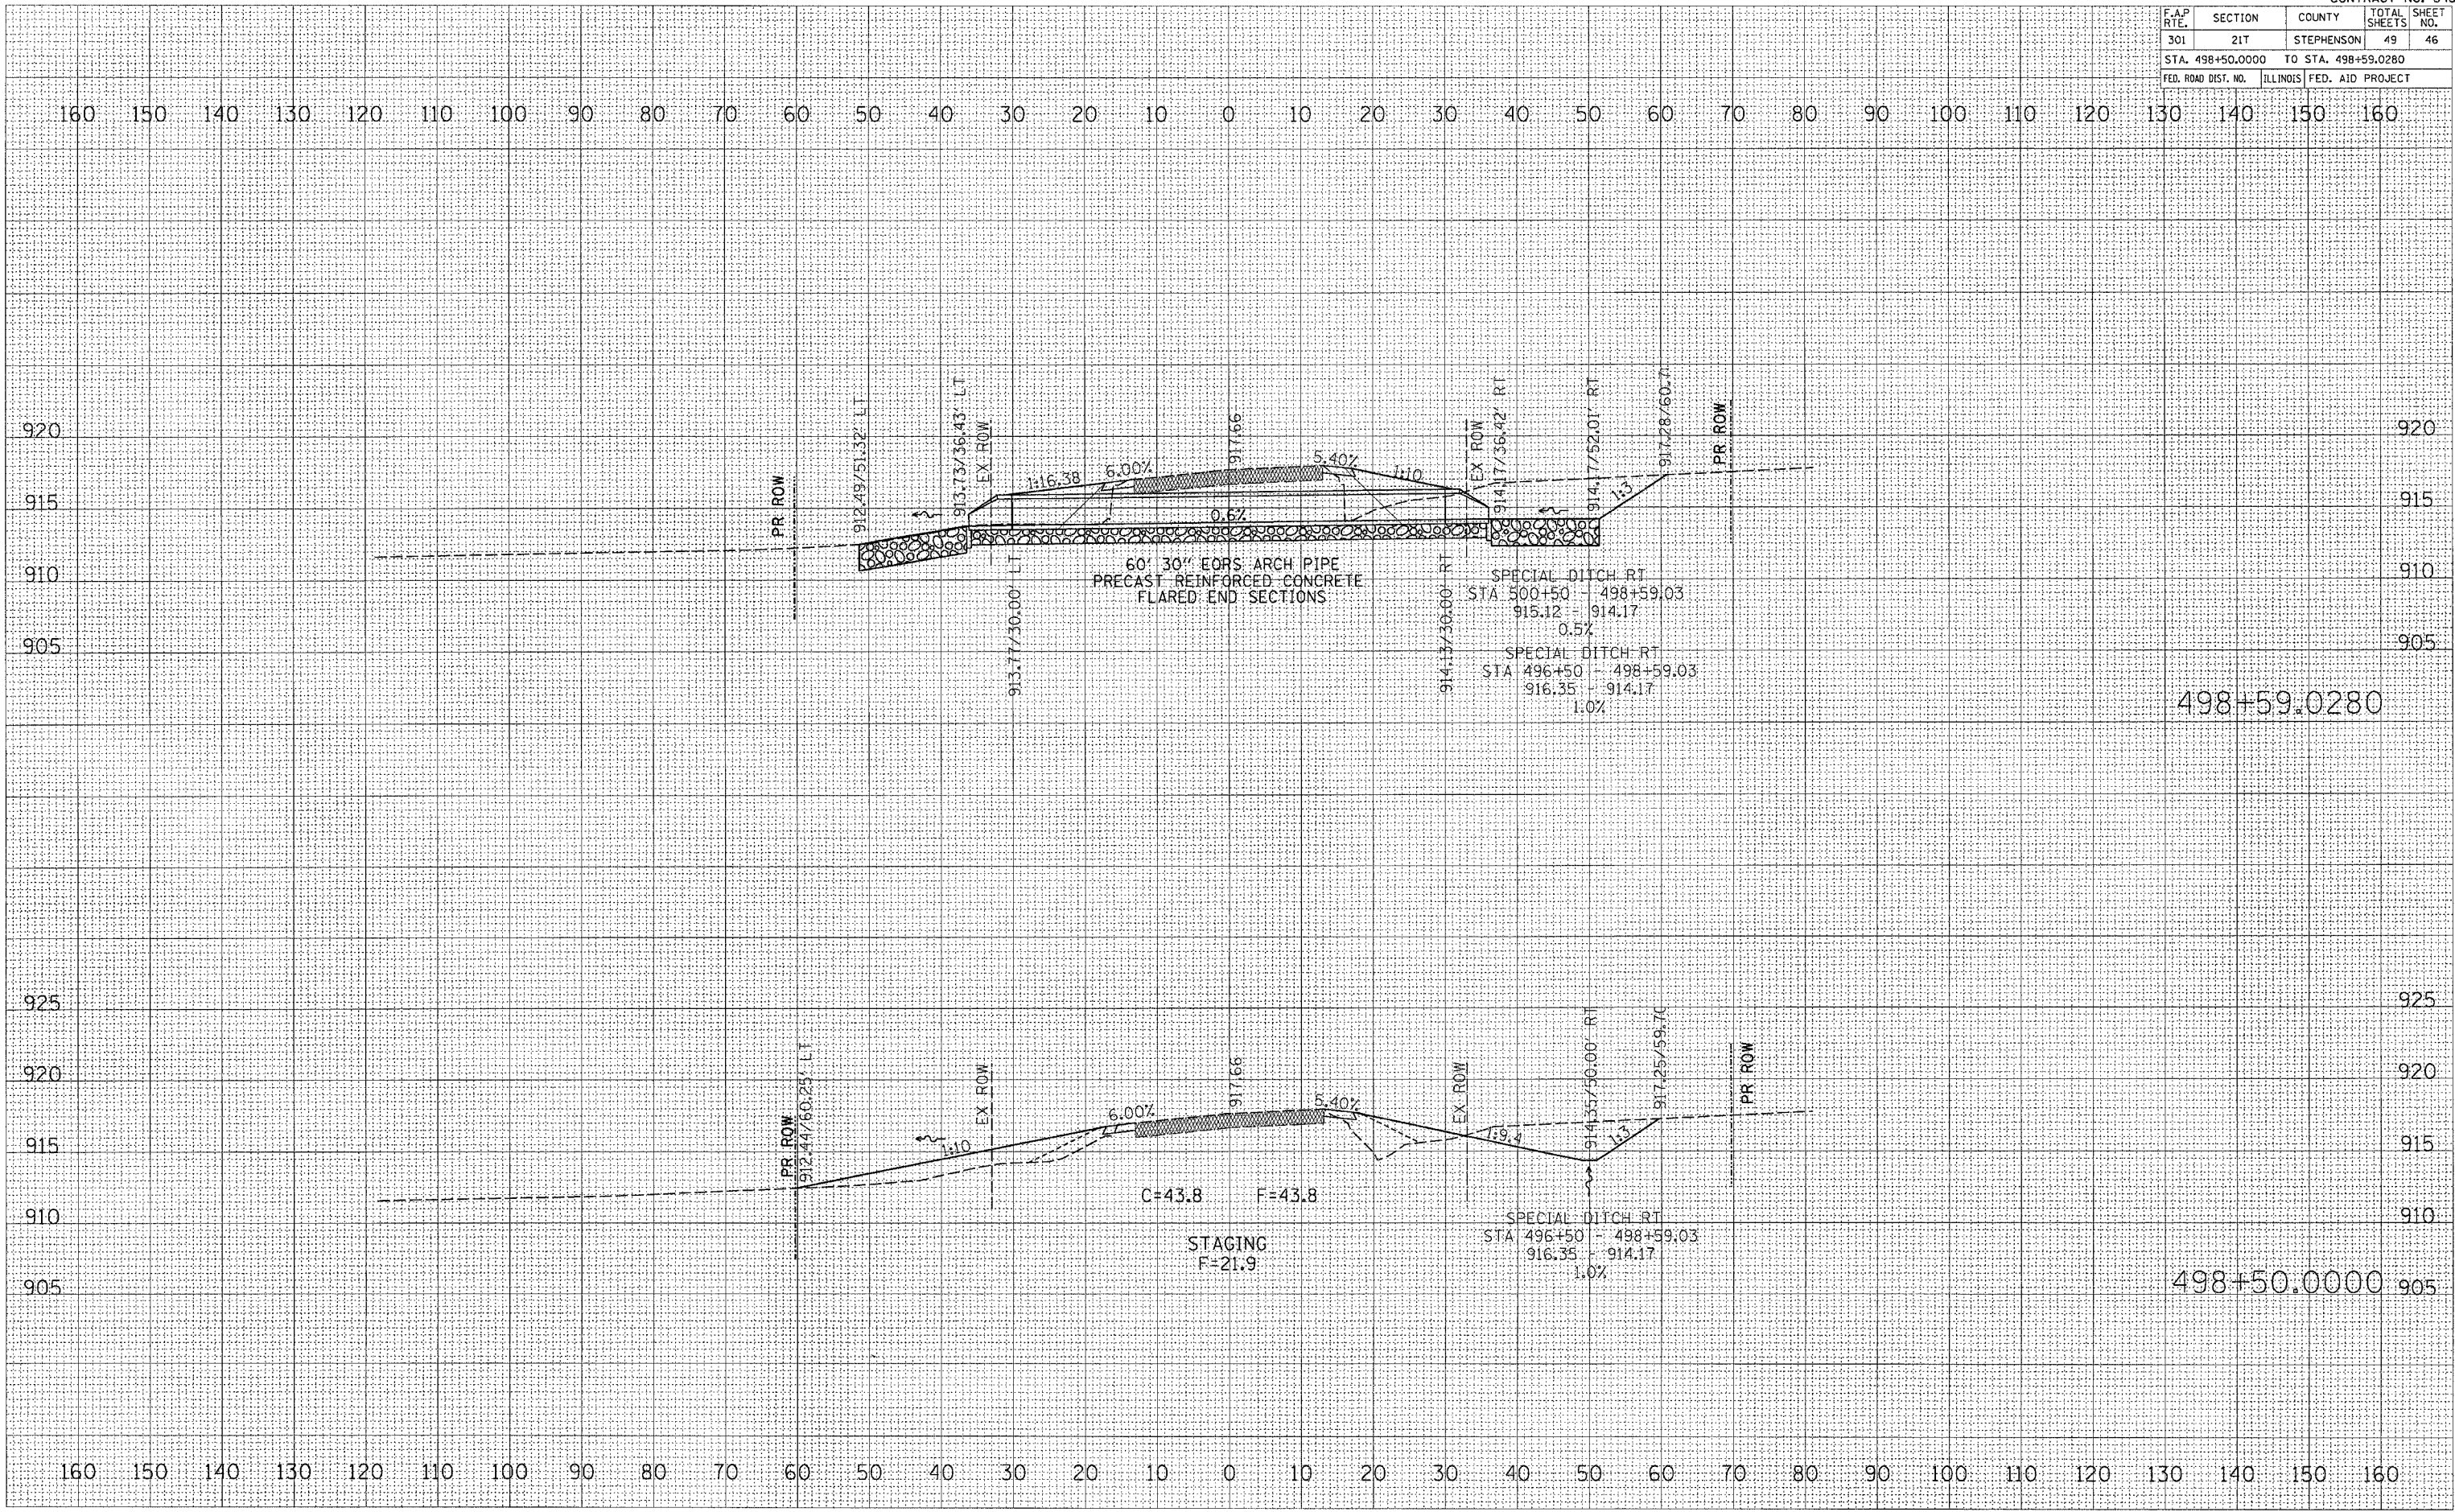 F.A.P RTE. SECTION COUNTY TOTAL SHEETS SHEET NO.
301 21T STEPHENSON 49 46
STA. 498+50.0000 TO STA. 498+59.0280
FED. ROAD DIST. NO. ILLINOIS FED. AID PROJECT
160 150 140 130 120 110 100 90 80 70 60 50 40 30 20 10 0 10 20 30 40 50 60 70 80 90 100 110 120 130 140 150 160
920 920
915 915
910 910
905 905
PR ROW
912.49/51.32' LT
913.73/36.43' LT
EX ROW
1:16.38
6.00%
917.66
5.40%
1:10
EX ROW
914.17/36.42' RT
914.17/52.01' RT
1:3
917.28/60.7
PR ROW
0.6%
913.77/30.00' LT
60' 30" EQRS ARCH PIPE
PRECAST REINFORCED CONCRETE
FLARED END SECTIONS
914.13/30.00' RT
SPECIAL DITCH RT
STA 500+50 - 498+59.03
915.12 - 914.17
0.5%
SPECIAL DITCH RT
STA 496+50 - 498+59.03
916.35 - 914.17
1.0%
498+59.0280
925 925
920 920
915 915
910 910
905 905
PR ROW
912.44/60.25' LT
1:10
EX ROW
6.00%
917.66
5.40%
EX ROW
1:9.4
914.35/50.00' RT
1:3
917.25/59.70
PR ROW
C=43.8 F=43.8
STAGING
F=21.9
SPECIAL DITCH RT
STA 496+50 - 498+59.03
916.35 - 914.17
1.0%
498+50.0000
160 150 140 130 120 110 100 90 80 70 60 50 40 30 20 10 0 10 20 30 40 50 60 70 80 90 100 110 120 130 140 150 160